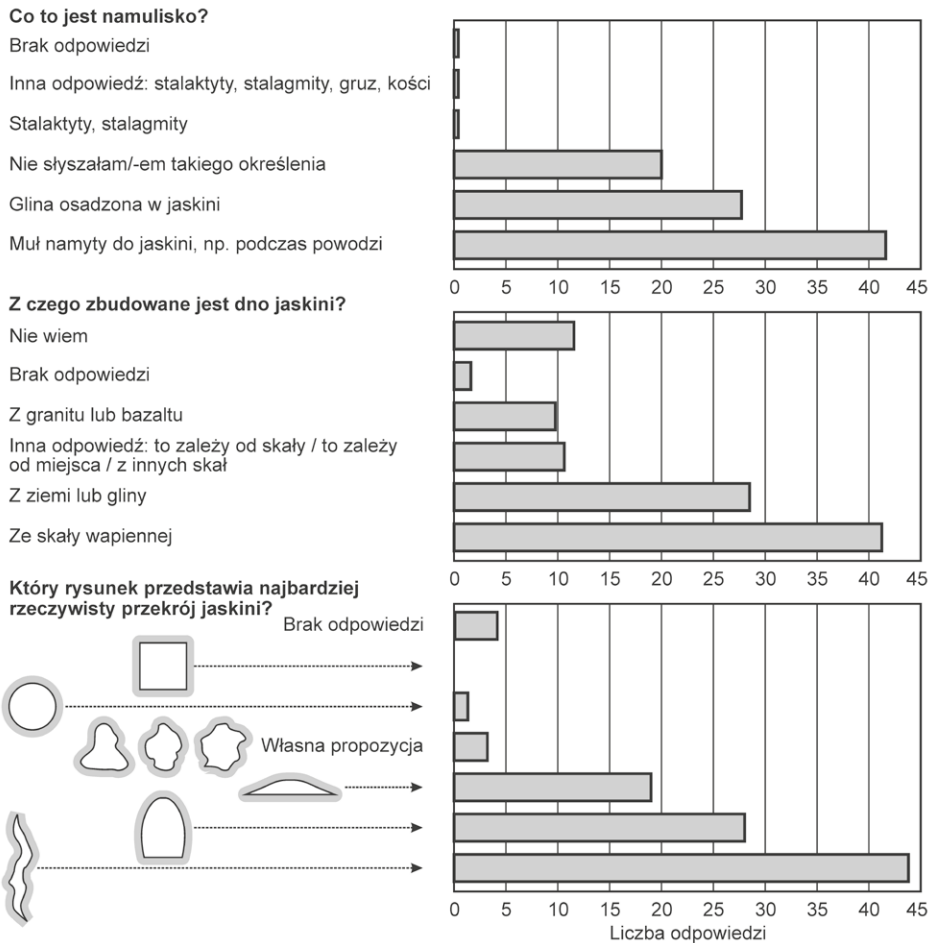 Co to jest namulisko?
Brak odpowiedzi
Inna odpowiedź: stalaktyty, stalagmity, gruz, kości
Stalaktyty, stalagmity
Nie słyszałam/-em takiego określenia
Glina osadzona w jaskini
Muł namyty do jaskini, np. podczas powodzi
0 5 10 15 20 25 30 35 40 45
Z czego zbudowane jest dno jaskini?
Nie wiem
Brak odpowiedzi
Z granitu lub bazaltu
Inna odpowiedź: to zależy od skały / to zależy
od miejsca / z innych skał
Z ziemi lub gliny
Ze skały wapiennej
0 5 10 15 20 25 30 35 40 45
Który rysunek przedstawia najbardziej
rzeczywisty przekrój jaskini?
Brak odpowiedzi
Własna propozycja
0 5 10 15 20 25 30 35 40 45
Liczba odpowiedzi